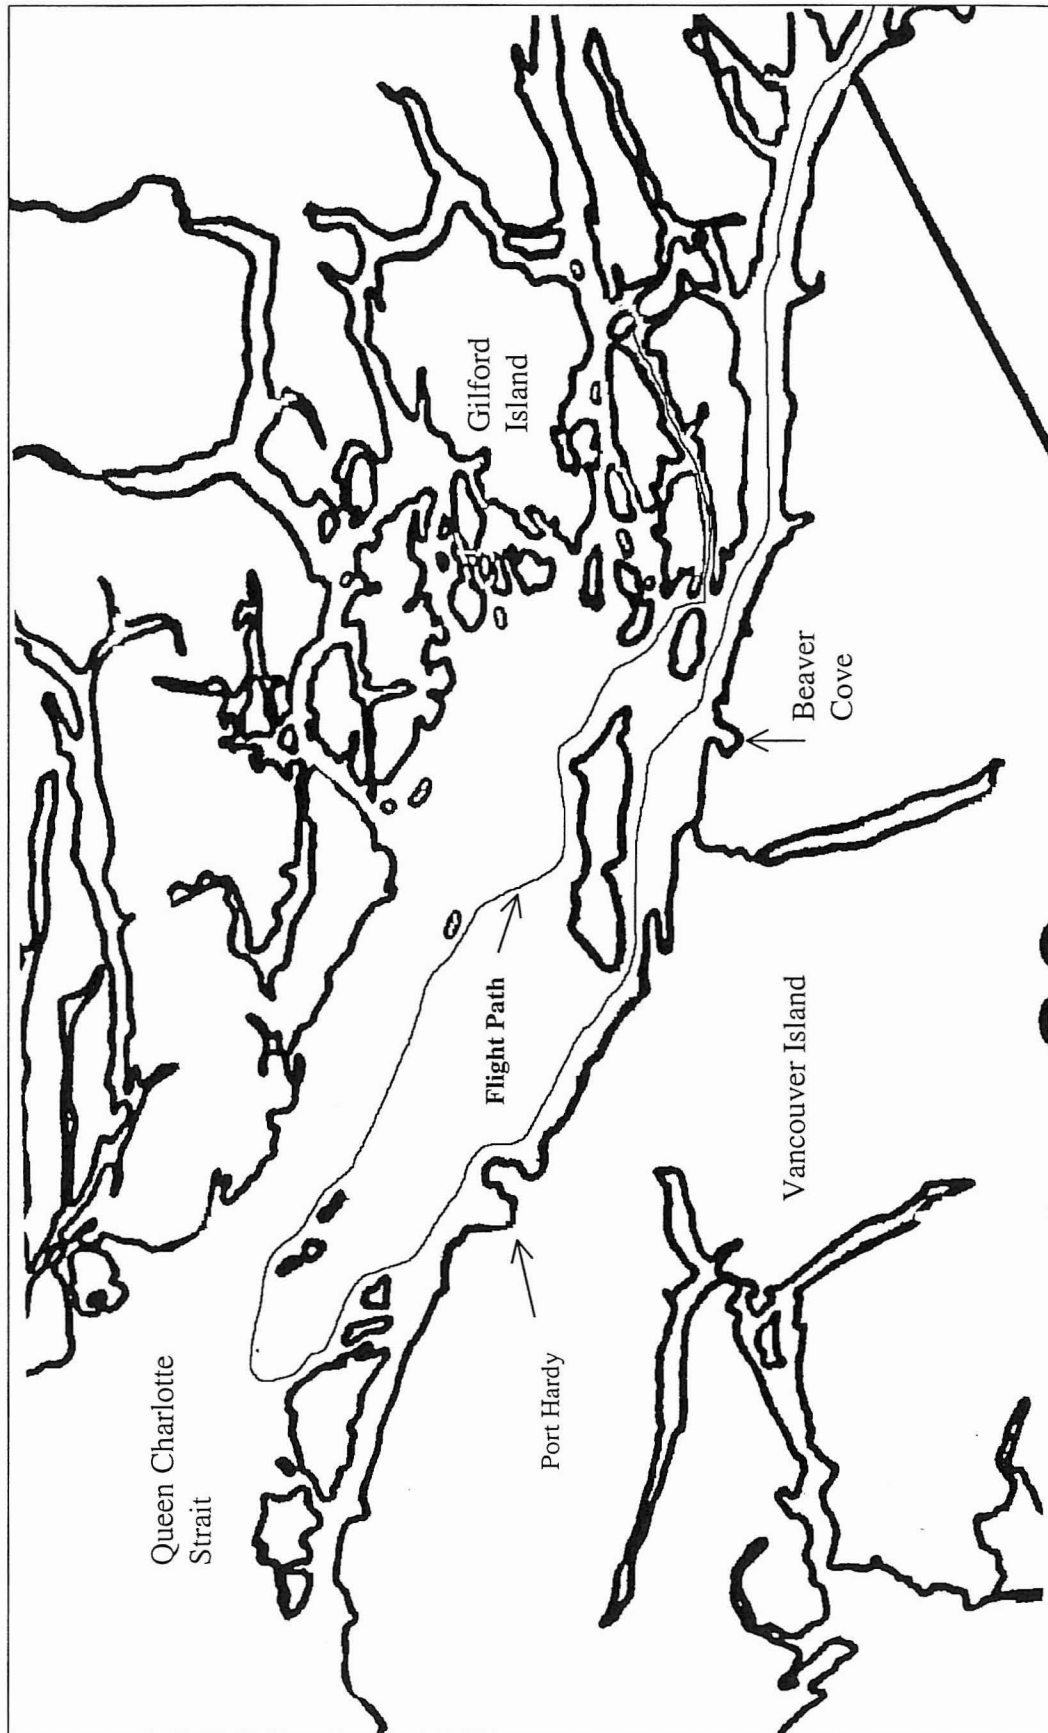 Queen Charlotte
Strait
Gilford
Island
Flight Path
Port Hardy
Beaver
Cove
Vancouver Island